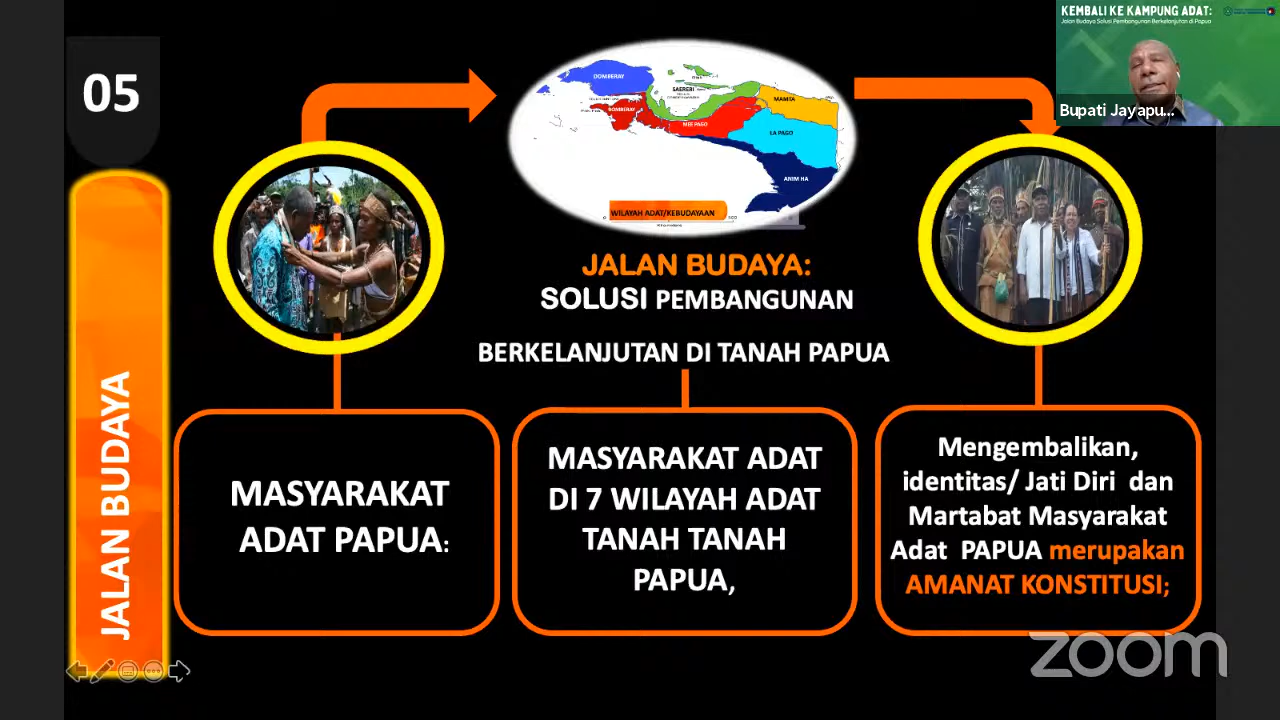 05
KEMBALI KE KAMPUNG ADAT:
Jalan Budaya Solusi Pembangunan Berkelanjutan di Papua
Bupati Jayapu...
DOMBERAY
SAERERI
BOMBERAY
MEE PAGO
MAMTA
LA PAGO
ANIM HA
WILAYAH ADAT/KEBUDAYAAN
JALAN BUDAYA:
SOLUSI PEMBANGUNAN
BERKELANJUTAN DI TANAH PAPUA
JALAN BUDAYA
MASYARAKAT
ADAT PAPUA:
MASYARAKAT ADAT
DI 7 WILAYAH ADAT
TANAH TANAH
PAPUA,
Mengembalikan,
identitas/ Jati Diri dan
Martabat Masyarakat
Adat PAPUA merupakan
AMANAT KONSTITUSI;
zoom